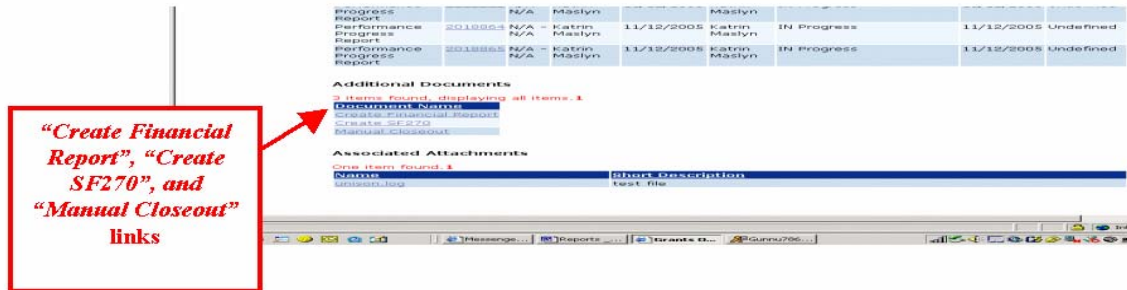 Progress Report N/A Maslyn Maslyn
Performance Progress Report 2018864 N/A - N/A Katrin Maslyn 11/12/2005 Katrin Maslyn IN Progress 11/12/2005 Undefined
Performance Progress Report 2018865 N/A - N/A Katrin Maslyn 11/12/2005 Katrin Maslyn IN Progress 11/12/2005 Undefined
Additional Documents
3 items found, displaying all items.1
Document Name
Create Financial Report
Create SF270
Manual Closeout
Associated Attachments
One item found.1
Name Short Description
unison.log test file
“Create Financial
Report”, “Create
SF270”, and
“Manual Closeout”
links
Messenge... Reports _... Grants O... Gunnu706...